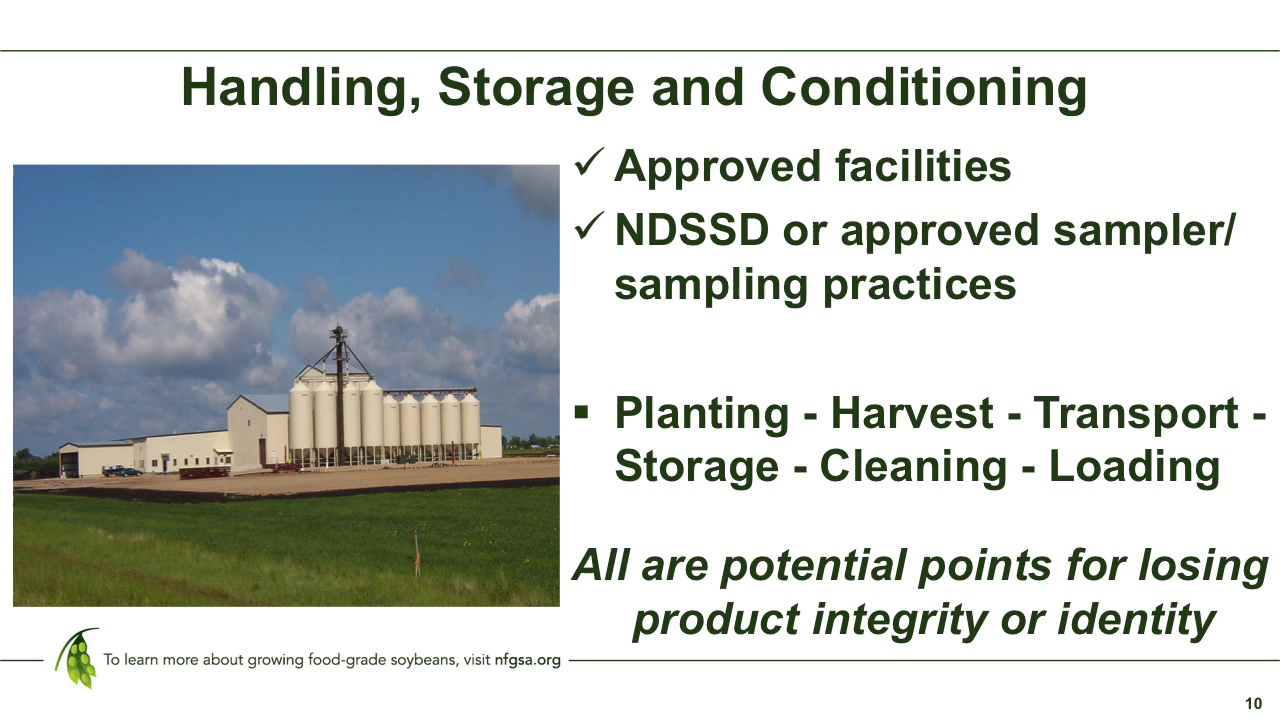 Handling, Storage and Conditioning
✓ Approved facilities
✓ NDSSD or approved sampler/
sampling practices
▪ Planting - Harvest - Transport -
Storage - Cleaning - Loading
All are potential points for losing
product integrity or identity
To learn more about growing food-grade soybeans, visit nfgsa.org
10